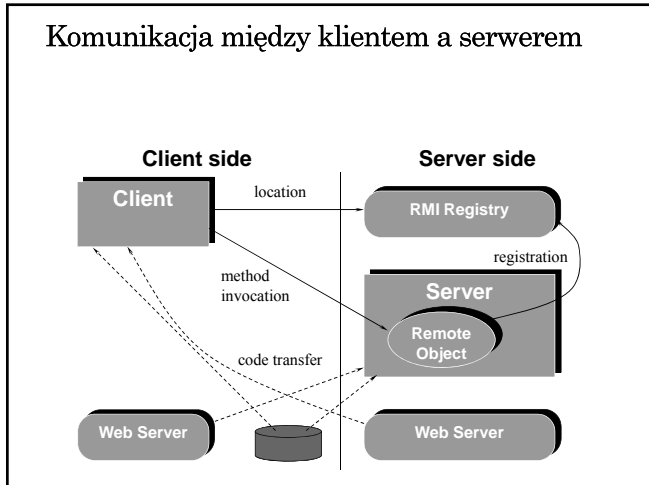 Komunikacja między klientem a serwerem
Client side
Server side
Client
location
RMI Registry
registration
method
invocation
Server
Remote
Object
code transfer
Web Server
Web Server